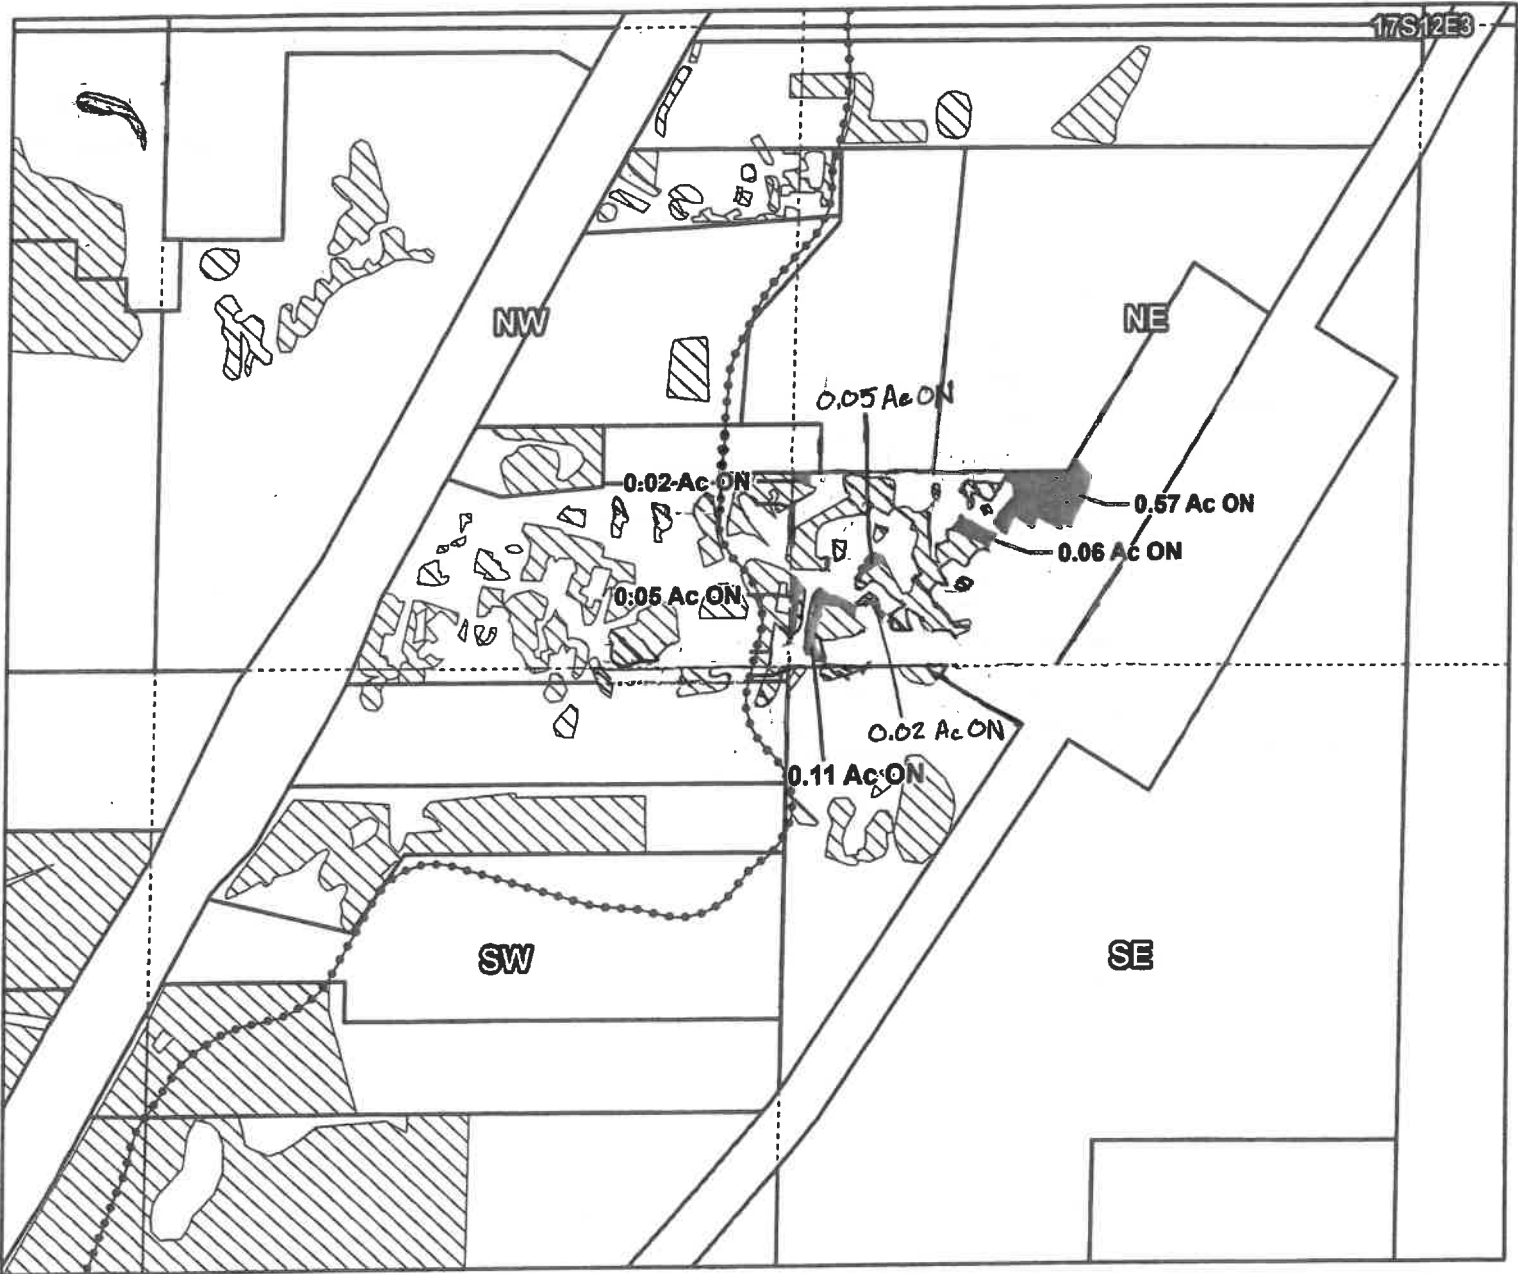 17S12E3
NW
NE
0.05 Ac ON
0.02 Ac ON
0.57 Ac ON
0.06 Ac ON
0.05 Ac ON
0.02 Ac ON
0.11 Ac ON
SW
SE